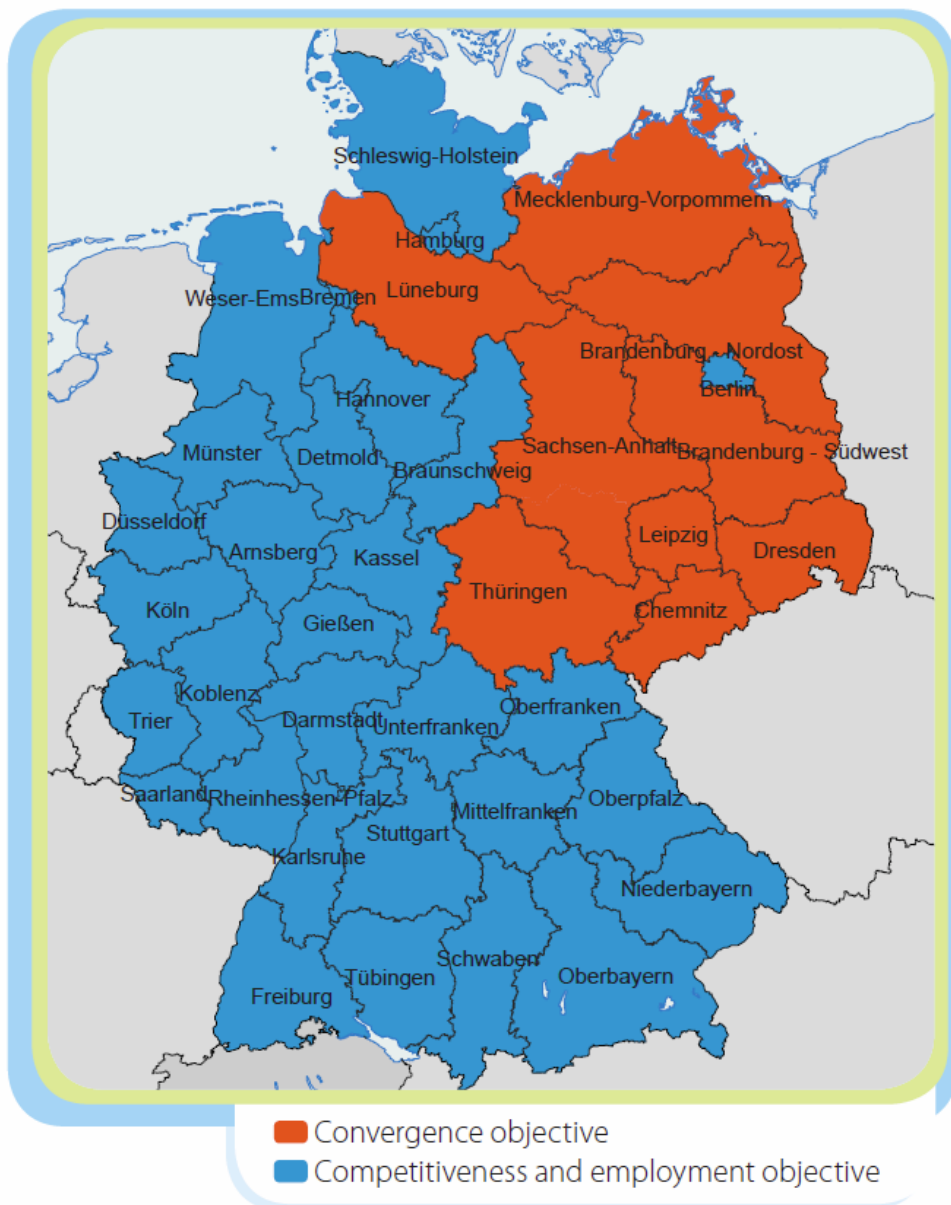 Schleswig-Holstein
Mecklenburg-Vorpommern
Hamburg
Weser-Ems
Bremen
Lüneburg
Brandenburg - Nordost
Berlin
Hannover
Münster
Detmold
Braunschweig
Sachsen-Anhalt
Brandenburg - Südwest
Düsseldorf
Arnsberg
Kassel
Leipzig
Dresden
Thüringen
Köln
Gießen
Chemnitz
Koblenz
Trier
Darmstadt
Unterfranken
Oberfranken
Saarland
Rheinhessen-Pfalz
Mittelfranken
Oberpfalz
Stuttgart
Karlsruhe
Niederbayern
Schwaben
Tübingen
Oberbayern
Freiburg
Convergence objective
Competitiveness and employment objective